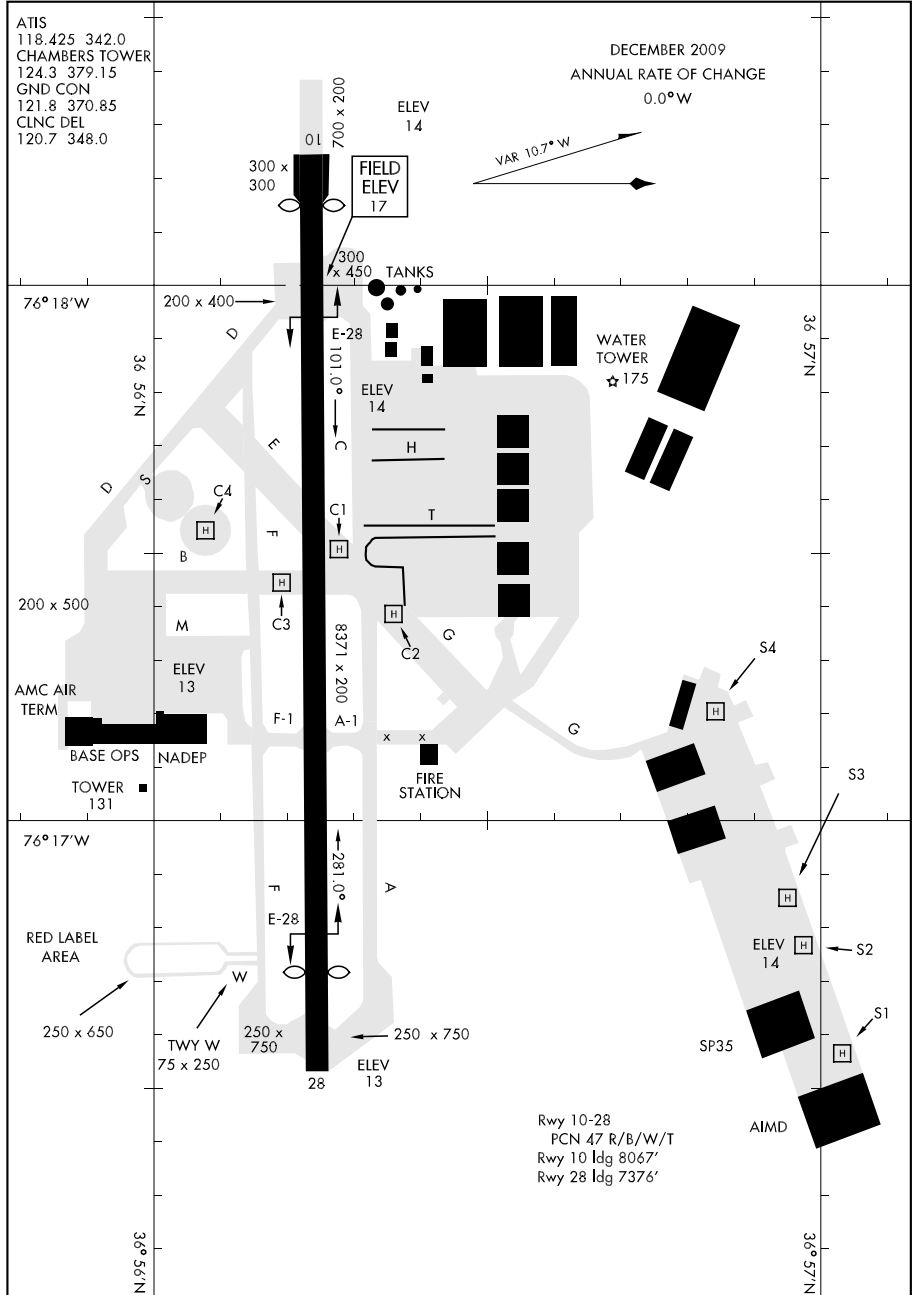 ATIS
118.425 342.0
CHAMBERS TOWER
124.3 379.15
GND CON
121.8 370.85
CLNC DEL
120.7 348.0
DECEMBER 2009
ANNUAL RATE OF CHANGE
0.0° W
VAR 10.7° W
ELEV
14
700 x 200
10
300 x
300
FIELD
ELEV
17
300
x 450
TANKS
76° 18'W
200 x 400
D
E-28
101.0°
36 56'N
36 57'N
WATER
TOWER
175
ELEV
14
E
C
H
D
S
C4
H
C1
H
T
F
B
H
C3
200 x 500
M
H
C2
G
8371 x 200
ELEV
13
S4
H
AMC AIR
TERM
F-1
A-1
G
x x
BASE OPS
NADEP
FIRE
STATION
TOWER
131
S3
76° 17'W
281.0°
F
A
H
E-28
RED LABEL
AREA
ELEV
14
H
S2
W
250 x 650
TWY W
75 x 250
250 x
750
250 x 750
S1
SP35
H
ELEV
13
28
AIMD
Rwy 10-28
PCN 47 R/B/W/T
Rwy 10 ldg 8067'
Rwy 28 ldg 7376'
36° 56'N
36° 57'N